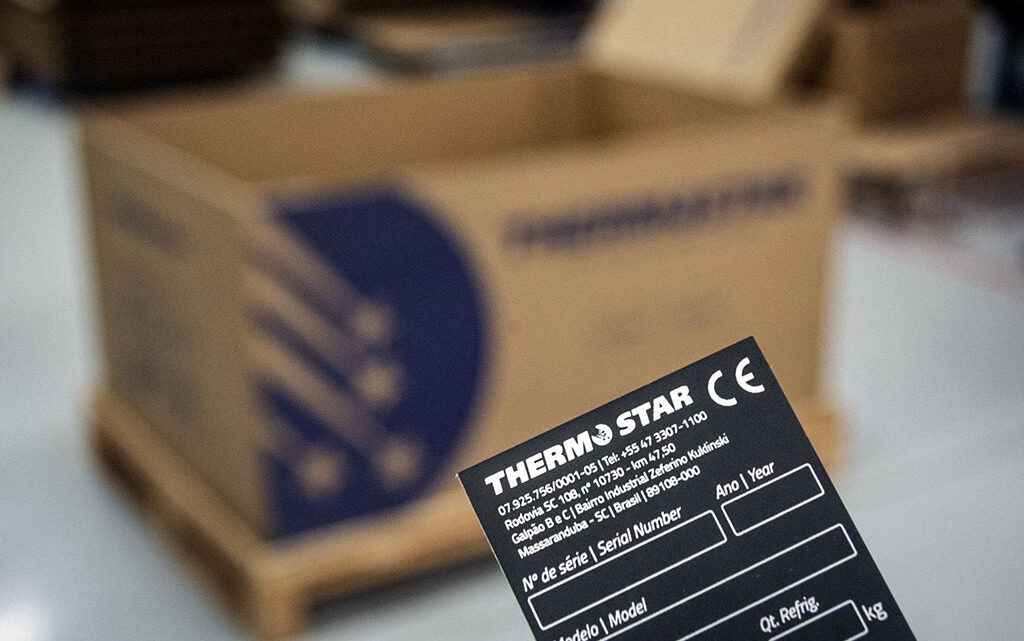 THERMOSTAR
THERMO STAR CE
07.925.756/0001-05 | Tel: +55 47 3307-1100
Rodovia SC 108, nº 10730 - km 47,50
Galpão B e C | Bairro Industrial Zeferino Kuklinski
Massaranduba - SC | Brasil | 89108-000
Nº de série | Serial Number Ano | Year
Modelo | Model
Qt. Refrig. kg